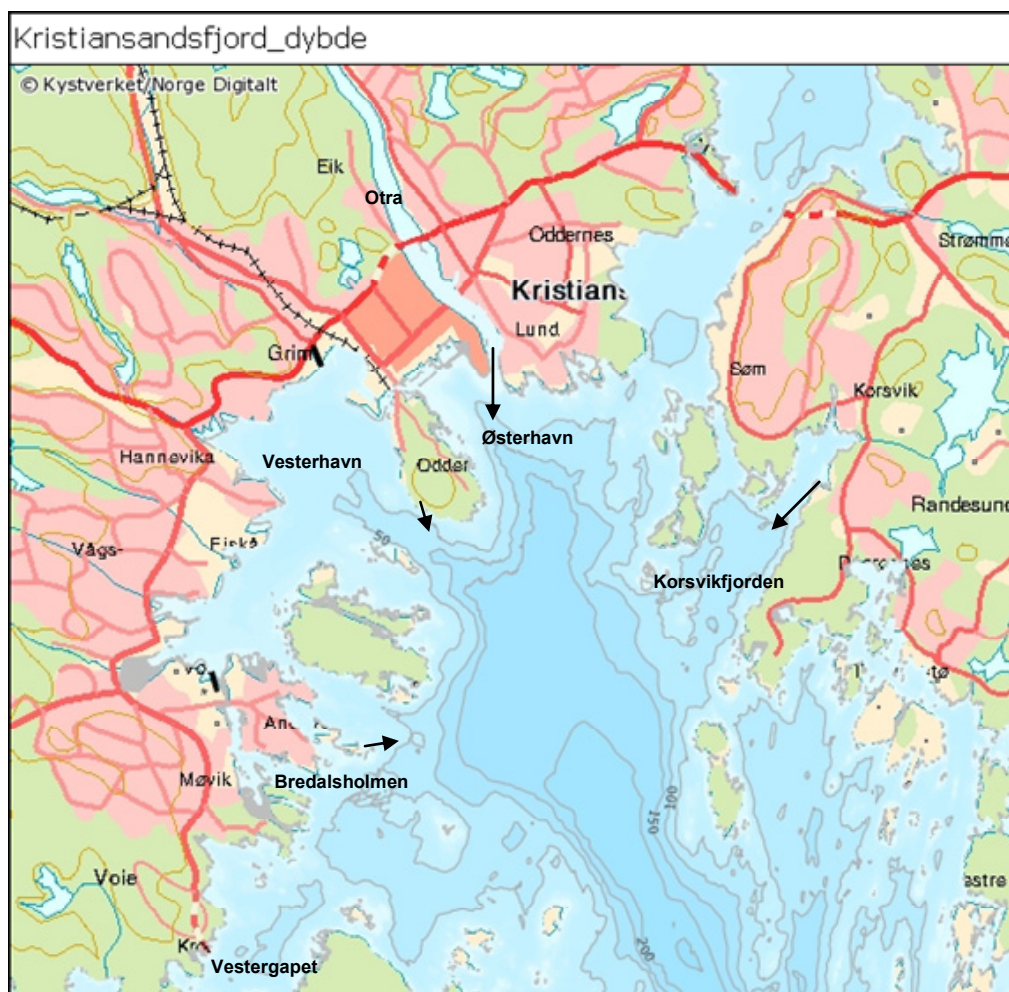 Kristiansandsfjord_dybde
© Kystverket/Norge Digitalt
Eik
Otra
Oddernes
Strømm
Kristians
Lund
Grim
Søm
Korsvik
Østerhavn
Hannevika
Vesterhavn
Odder
Randesund
Vågs-
50
Korsvikfjorden
Bredalsholmen
Møvik
100
150
Voie
200
Vestergapet